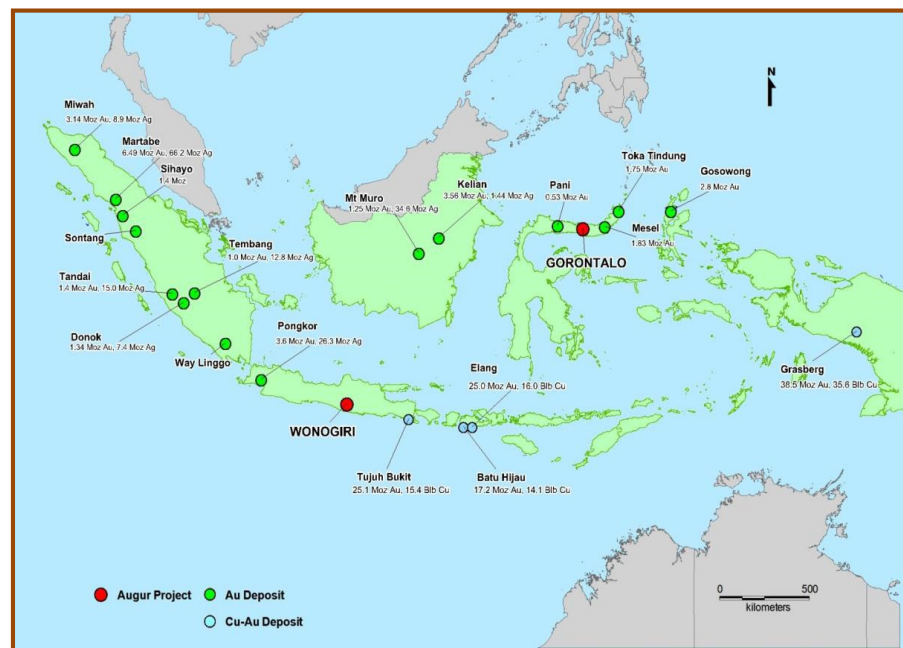 N
Miwah
3.14 Moz Au, 8.9 Moz Ag
Martabe
6.49 Moz Au, 66.2 Moz Ag
Sihayo
1.4 Moz
Sontang
Tembang
1.0 Moz Au, 12.8 Moz Ag
Tandai
1.4 Moz Au, 15.0 Moz Ag
Donok
1.34 Moz Au, 7.4 Moz Ag
Way Linggo
Pongkor
3.6 Moz Au, 26.3 Moz Ag
Mt Muro
1.25 Moz Au, 34.6 Moz Ag
Kelian
3.56 Moz Au, 1.44 Moz Ag
Pani
0.53 Moz Au
Toka Tindung
1.75 Moz Au
Gosowong
2.8 Moz Au
Mesel
1.83 Moz Au
GORONTALO
Grasberg
38.5 Moz Au, 35.6 Blb Cu
Elang
25.0 Moz Au, 16.0 Blb Cu
WONOGIRI
Tujuh Bukit
25.1 Moz Au, 15.4 Blb Cu
Batu Hijau
17.2 Moz Au, 14.1 Blb Cu
Augur Project
Au Deposit
Cu-Au Deposit
0 500
kilometers